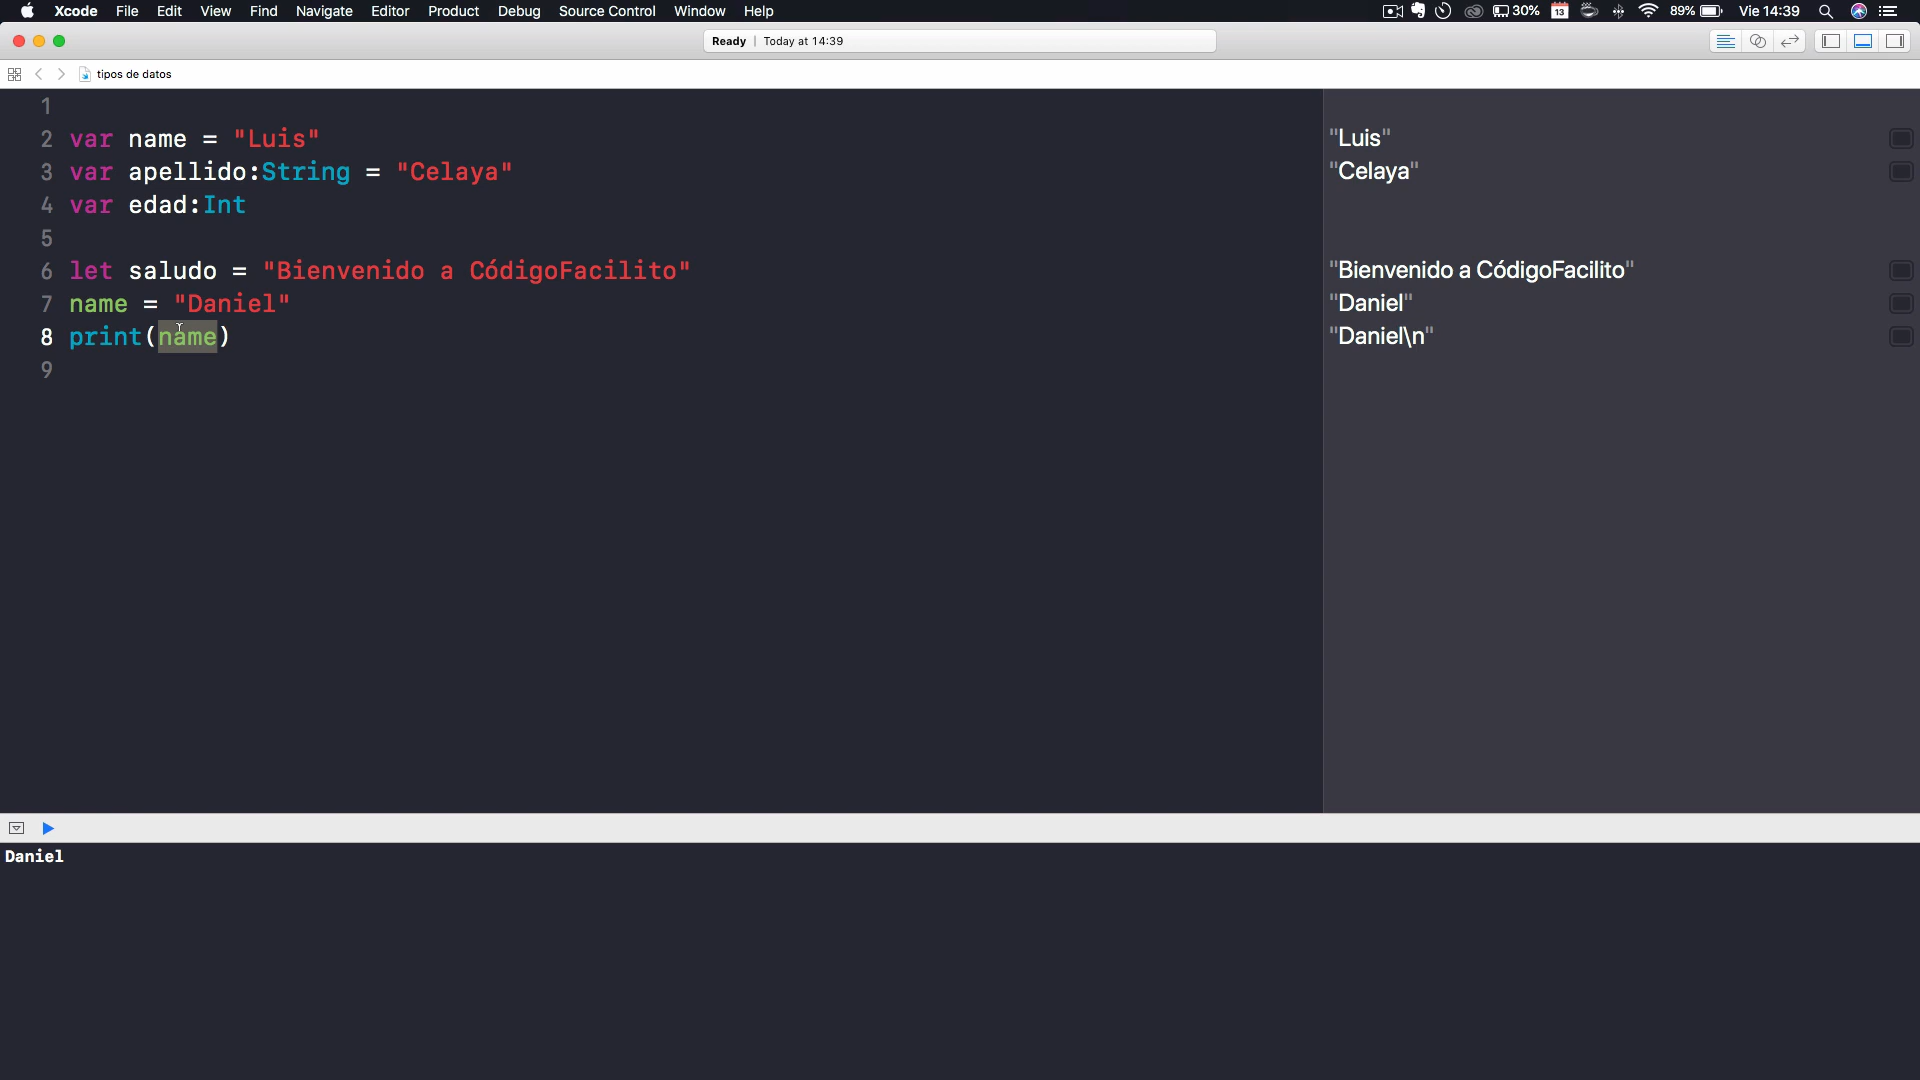 Xcode File Edit View Find Navigate Editor Product Debug Source Control Window Help 30% 13 89% Vie 14:39
Ready | Today at 14:39
tipos de datos
1
2 var name = "Luis" "Luis"
3 var apellido:String = "Celaya" "Celaya"
4 var edad:Int
5
6 let saludo = "Bienvenido a CódigoFacilito" "Bienvenido a CódigoFacilito"
7 name = "Daniel" "Daniel"
8 print(name) "Daniel\n"
9
Daniel